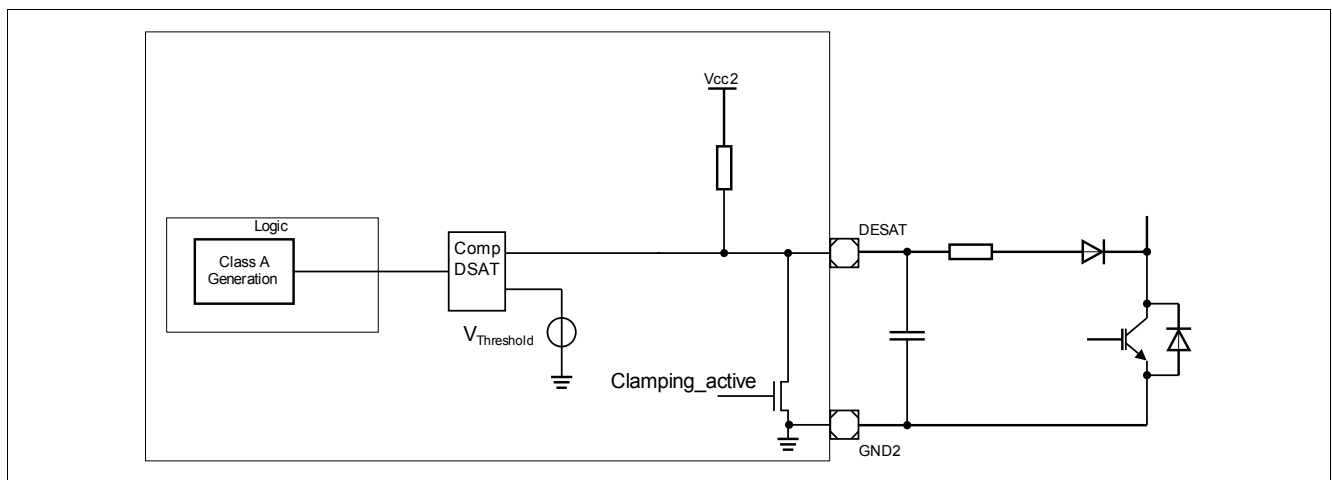 Vcc2
Logic
Class A
Generation
Comp
DSAT
VThreshold
DESAT
Clamping_active
GND2